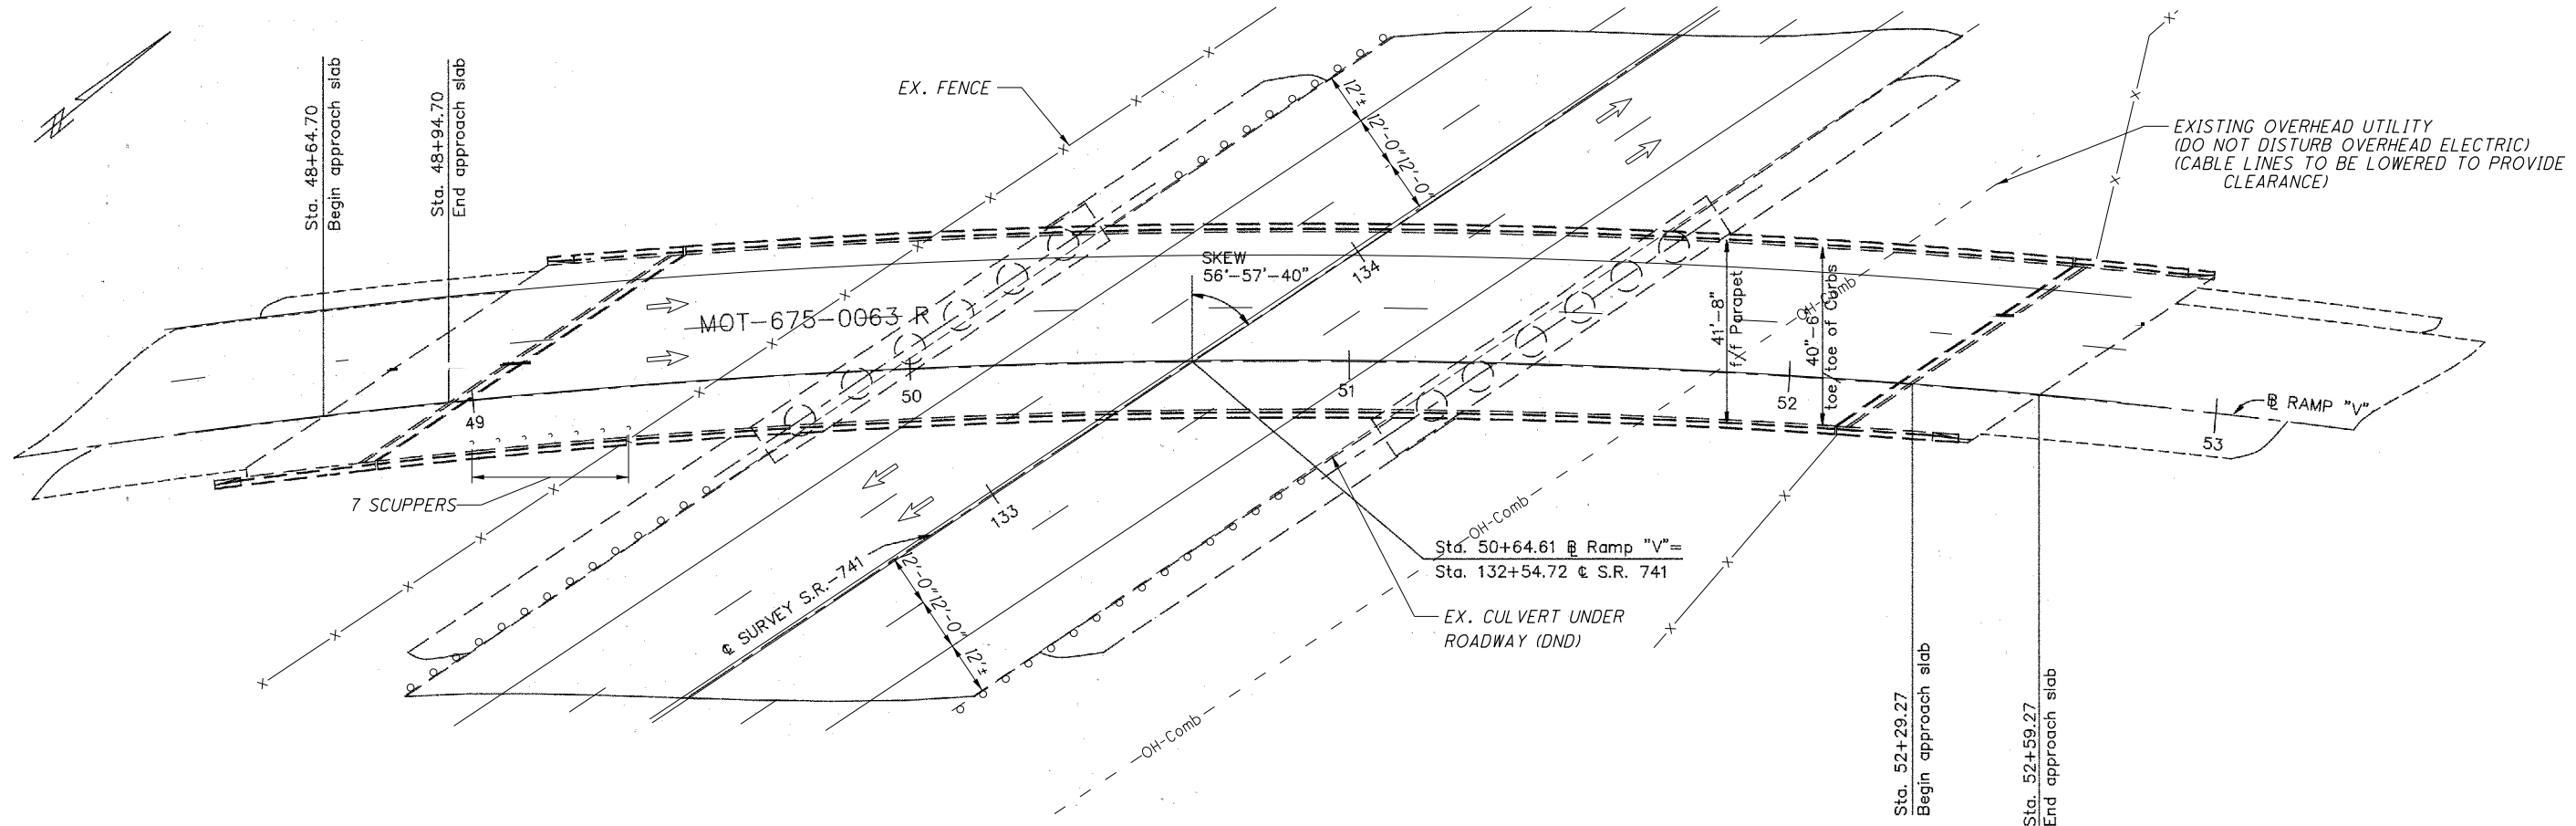 Sta. 48+64.70
Begin approach slab
Sta. 48+94.70
End approach slab
EX. FENCE
12'±
12'-0"
12'-0"
EXISTING OVERHEAD UTILITY
(DO NOT DISTURB OVERHEAD ELECTRIC)
(CABLE LINES TO BE LOWERED TO PROVIDE
CLEARANCE)
SKEW
56°-57'-40"
134
MOT-675-0063 R
41'-8"
f/f Parapet
40'-6"
toe/toe of Curbs
OH-Comb
49
50
51
52
53
℄ RAMP "V"
7 SCUPPERS
133
OH-Comb
Sta. 50+64.61 ℄ Ramp "V"=
Sta. 132+54.72 ℄ S.R. 741
℄ SURVEY S.R.-741
12'-0"
12'-0"
12'±
EX. CULVERT UNDER
ROADWAY (DND)
OH-Comb
Sta. 52+29.27
Begin approach slab
Sta. 52+59.27
End approach slab